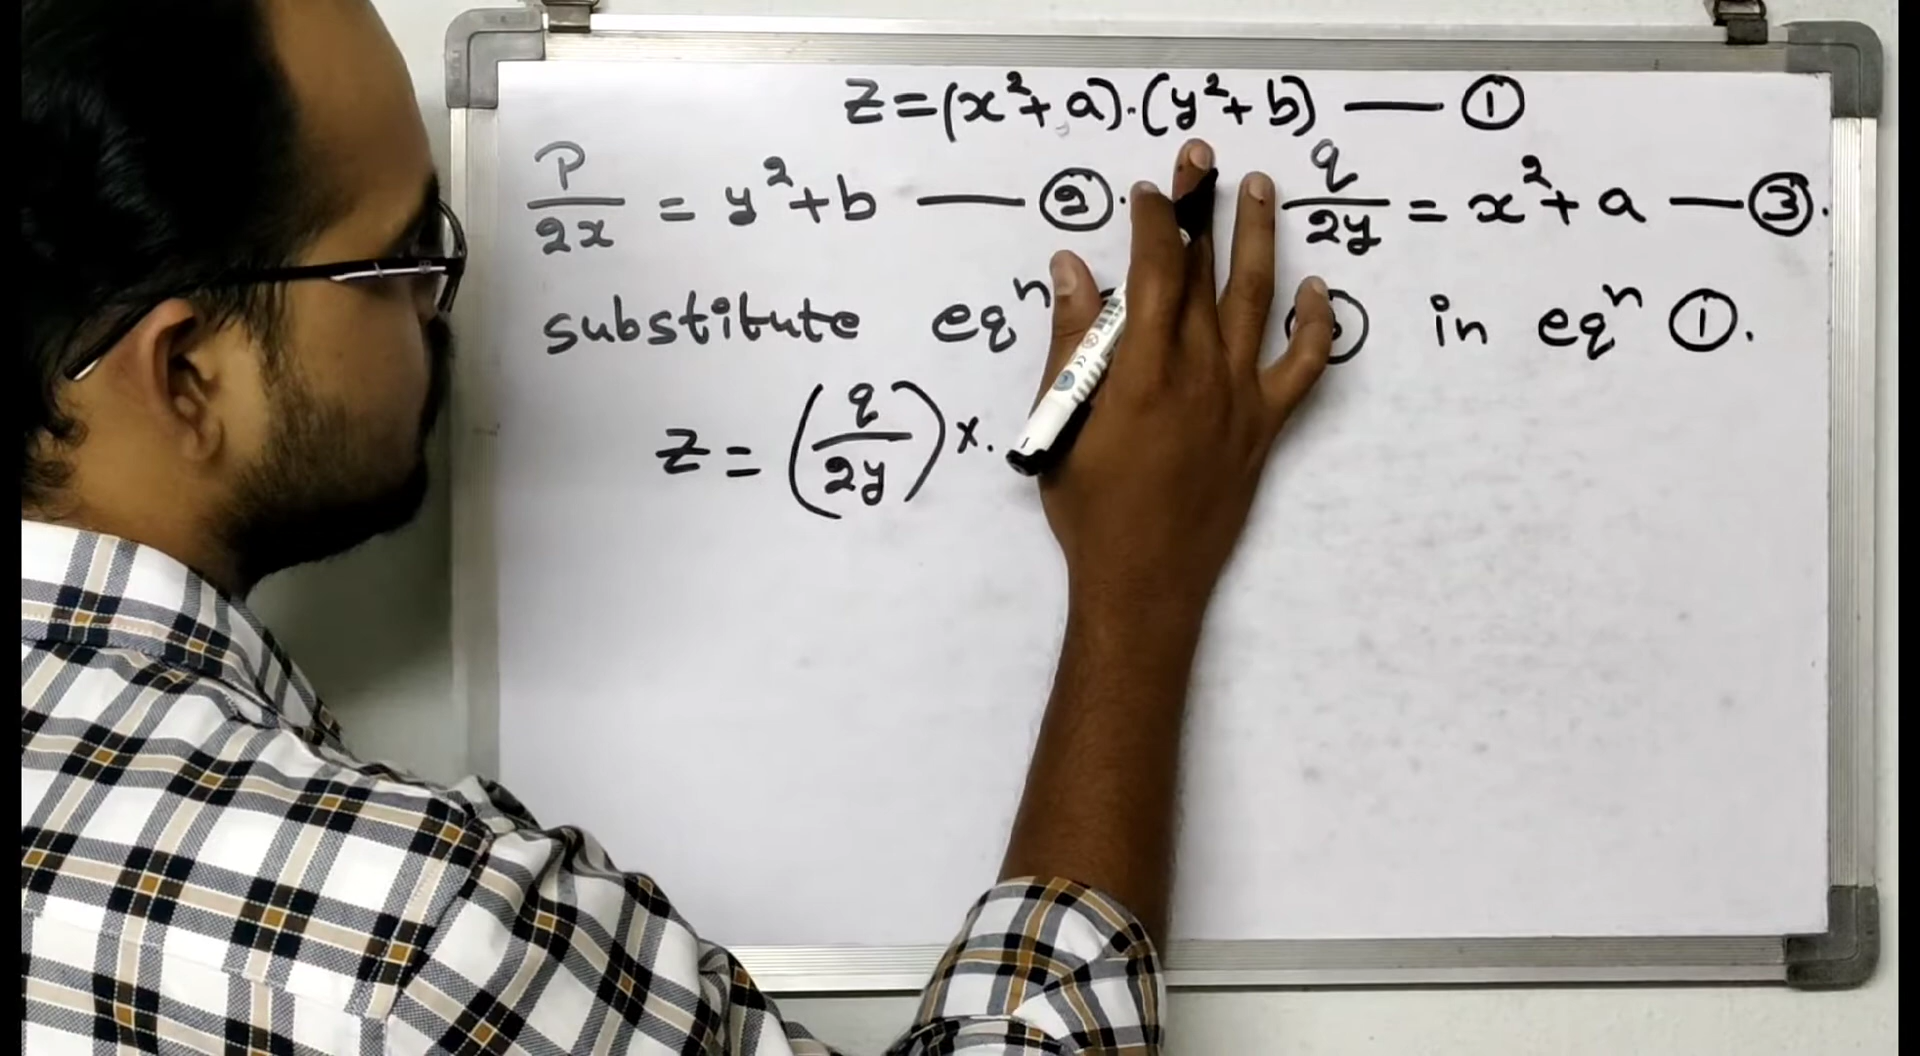 z = (x² + a)·(y² + b) — ①
p/2x = y² + b — ②. q/2y = x² + a — ③.
substitute eqⁿ in eqⁿ ①.
z = (q/2y) ×.